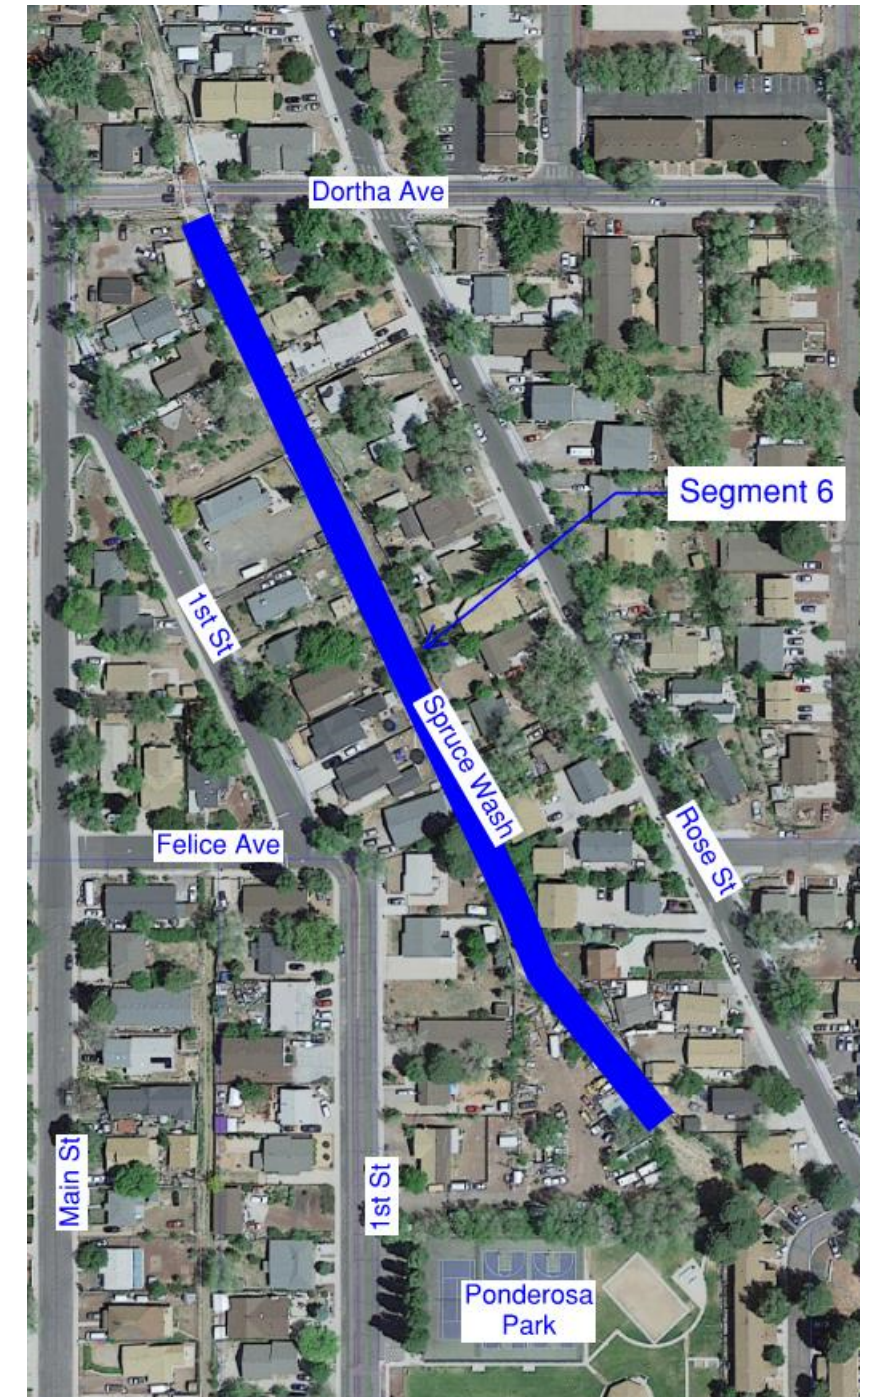 Dortha Ave
Segment 6
1st St
Spruce Wash
Felice Ave
Rose St
Main St
1st St
Ponderosa
Park